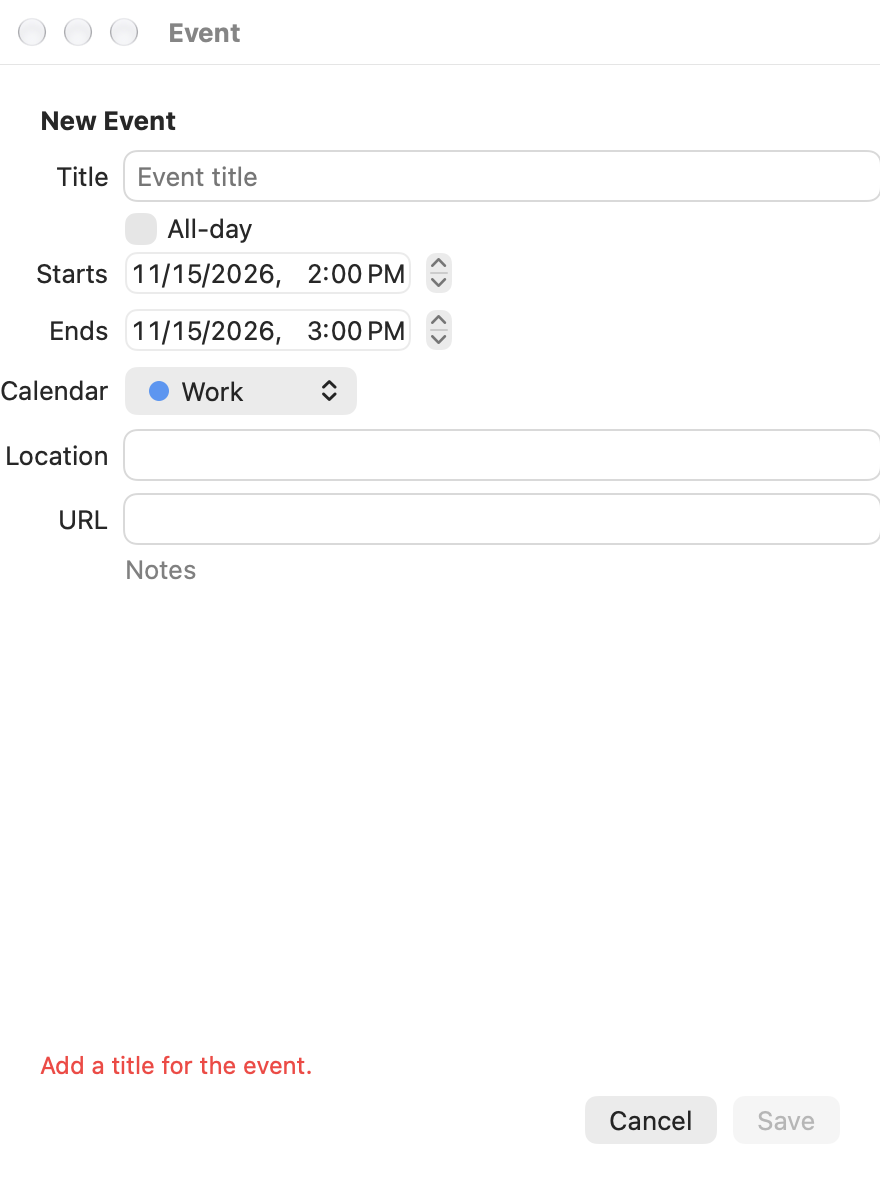 Event
New Event
Title Event title
All-day
Starts 11/15/2026, 2:00 PM
Ends 11/15/2026, 3:00 PM
Calendar Work
Location
URL
Notes
Add a title for the event.
Cancel Save